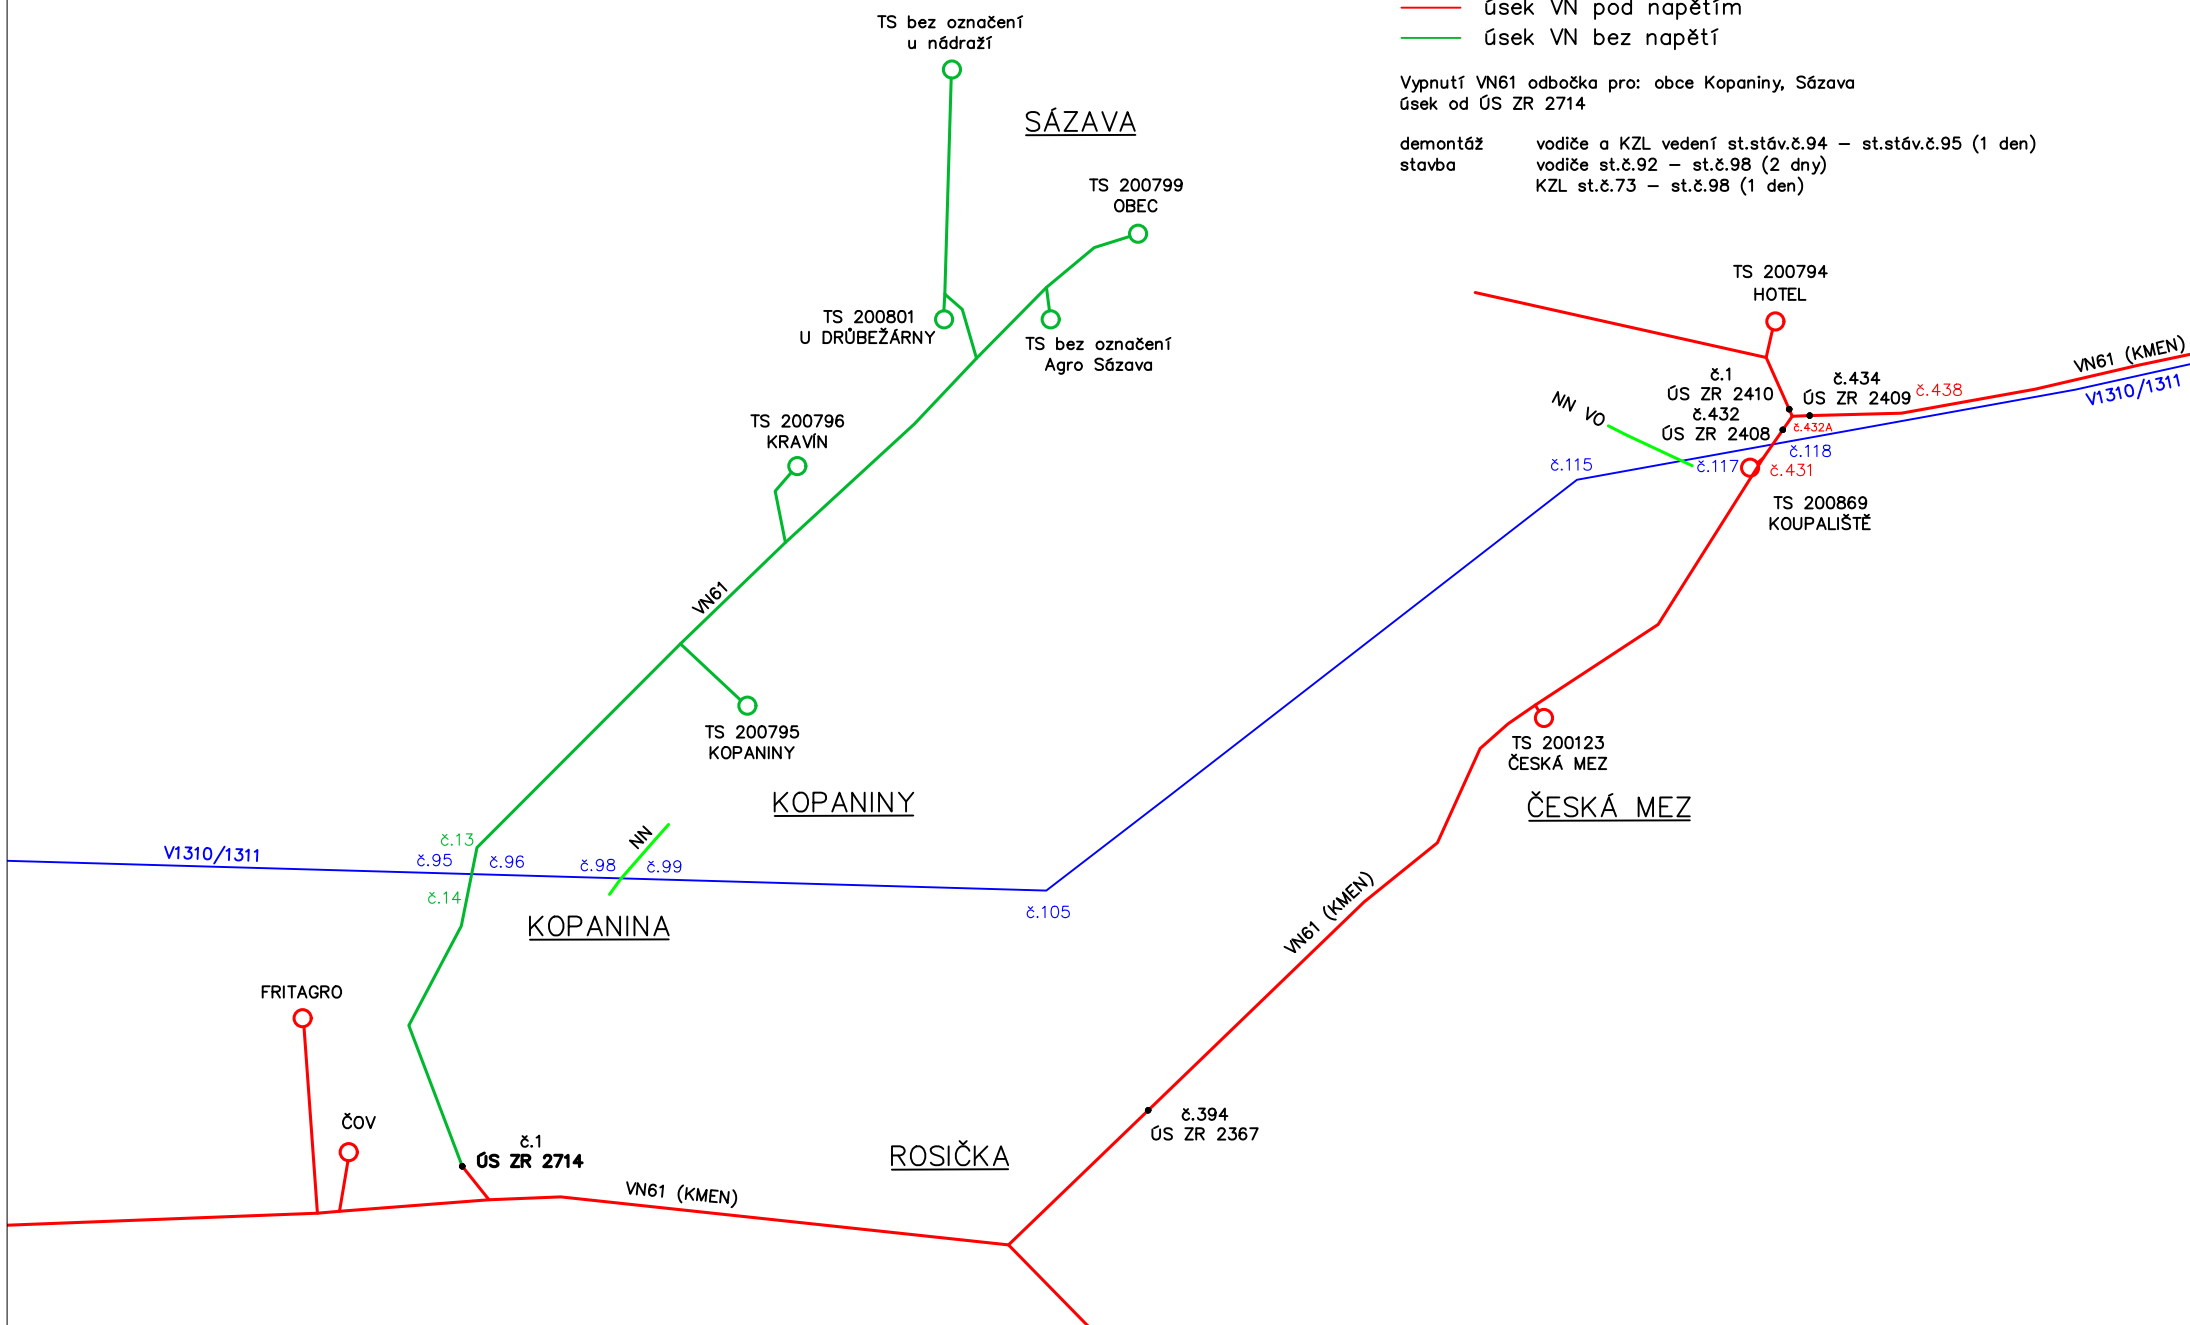 úsek VN pod napětím
úsek VN bez napětí
Vypnutí VN61 odbočka pro: obce Kopaniny, Sázava
úsek od ÚS ZR 2714
demontáž vodiče a KZL vedení st.stáv.č.94 – st.stáv.č.95 (1 den)
stavba vodiče st.č.92 – st.č.98 (2 dny)
KZL st.č.73 – st.č.98 (1 den)
TS bez označení
u nádraží
SÁZAVA
TS 200799
OBEC
TS 200801
U DRŮBEŽÁRNY
TS bez označení
Agro Sázava
TS 200796
KRAVÍN
VN61
TS 200795
KOPANINY
KOPANINY
TS 200794
HOTEL
VN61 (KMEN)
V1310/1311
č.1
ÚS ZR 2410
č.434
ÚS ZR 2409
č.438
č.432
ÚS ZR 2408
č.432A
NN VO
č.115
č.117
č.118
č.431
TS 200869
KOUPALIŠTĚ
TS 200123
ČESKÁ MEZ
ČESKÁ MEZ
č.13
V1310/1311
č.95
č.96
č.98
NN
č.99
č.14
č.105
KOPANINA
VN61 (KMEN)
FRITAGRO
ČOV
č.1
ÚS ZR 2714
č.394
ÚS ZR 2367
ROSIČKA
VN61 (KMEN)